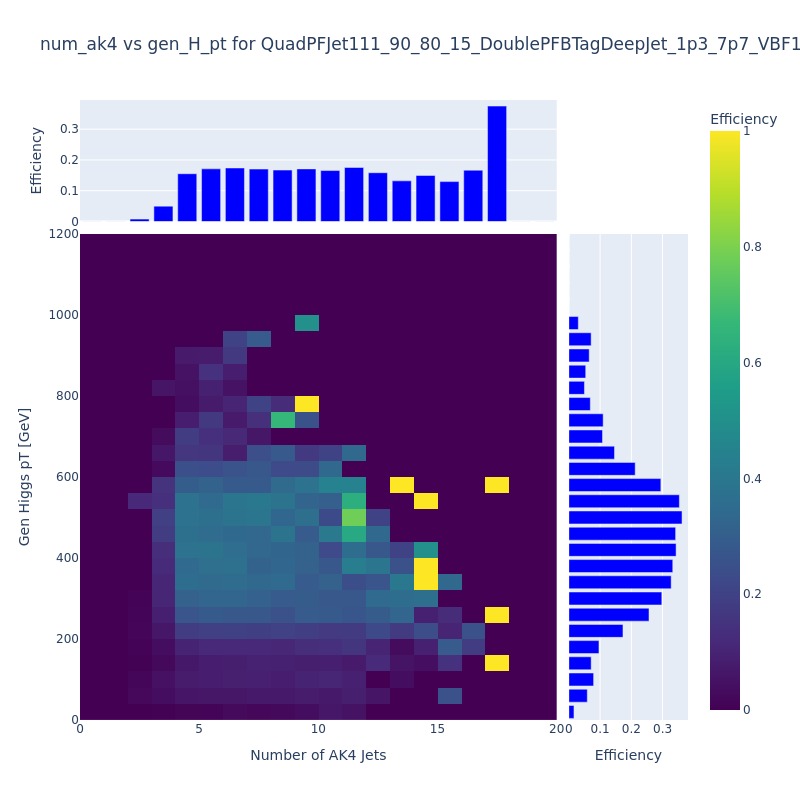 num_ak4 vs gen_H_pt for QuadPFJet111_90_80_15_DoublePFBTagDeepJet_1p3_7p7_VBF1
Efficiency
0.3
0.2
0.1
0
Efficiency
1
0.8
0.6
0.4
0.2
0
Gen Higgs pT [GeV]
1200
1000
800
600
400
200
0
0 5 10 15 20
Number of AK4 Jets
0 0.1 0.2 0.3
Efficiency